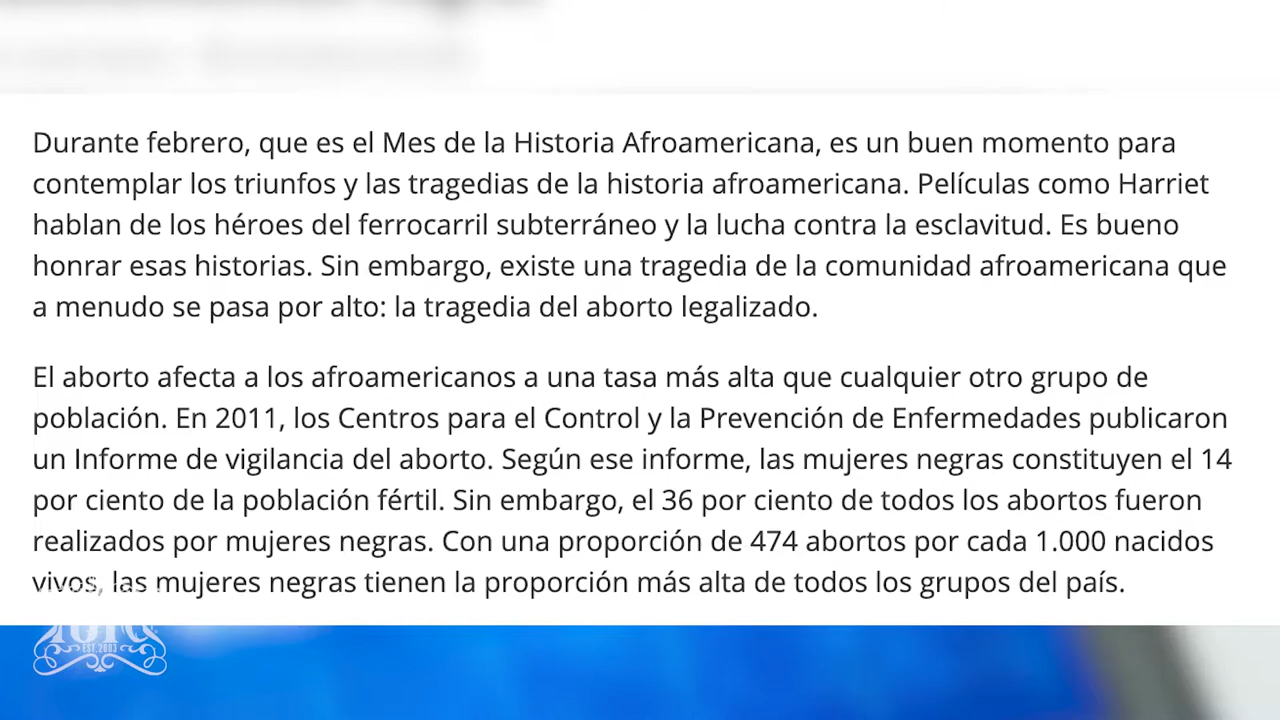 Durante febrero, que es el Mes de la Historia Afroamericana, es un buen momento para
contemplar los triunfos y las tragedias de la historia afroamericana. Películas como Harriet
hablan de los héroes del ferrocarril subterráneo y la lucha contra la esclavitud. Es bueno
honrar esas historias. Sin embargo, existe una tragedia de la comunidad afroamericana que
a menudo se pasa por alto: la tragedia del aborto legalizado.
El aborto afecta a los afroamericanos a una tasa más alta que cualquier otro grupo de
población. En 2011, los Centros para el Control y la Prevención de Enfermedades publicaron
un Informe de vigilancia del aborto. Según ese informe, las mujeres negras constituyen el 14
por ciento de la población fértil. Sin embargo, el 36 por ciento de todos los abortos fueron
realizados por mujeres negras. Con una proporción de 474 abortos por cada 1.000 nacidos
vivos, las mujeres negras tienen la proporción más alta de todos los grupos del país.
EST. 2003